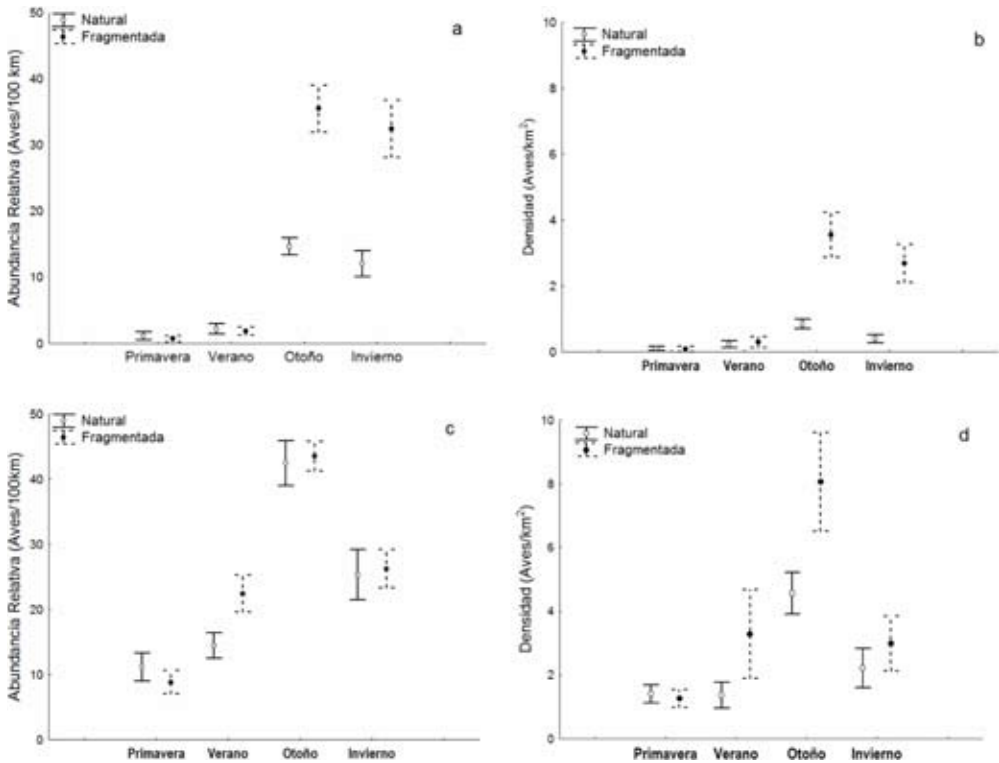 a
Natural
Fragmentada
Abundancia Relativa (Aves/100 km)
50
40
30
20
10
0
Primavera Verano Otoño Invierno
b
Natural
Fragmentada
Densidad (Aves/km²)
10
8
6
4
2
0
Primavera Verano Otoño Invierno
c
Natural
Fragmentada
Abundancia Relativa (Aves/100km)
50
40
30
20
10
0
Primavera Verano Otoño Invierno
d
Natural
Fragmentada
Densidad (Aves/km²)
10
8
6
4
2
0
Primavera Verano Otoño Invierno